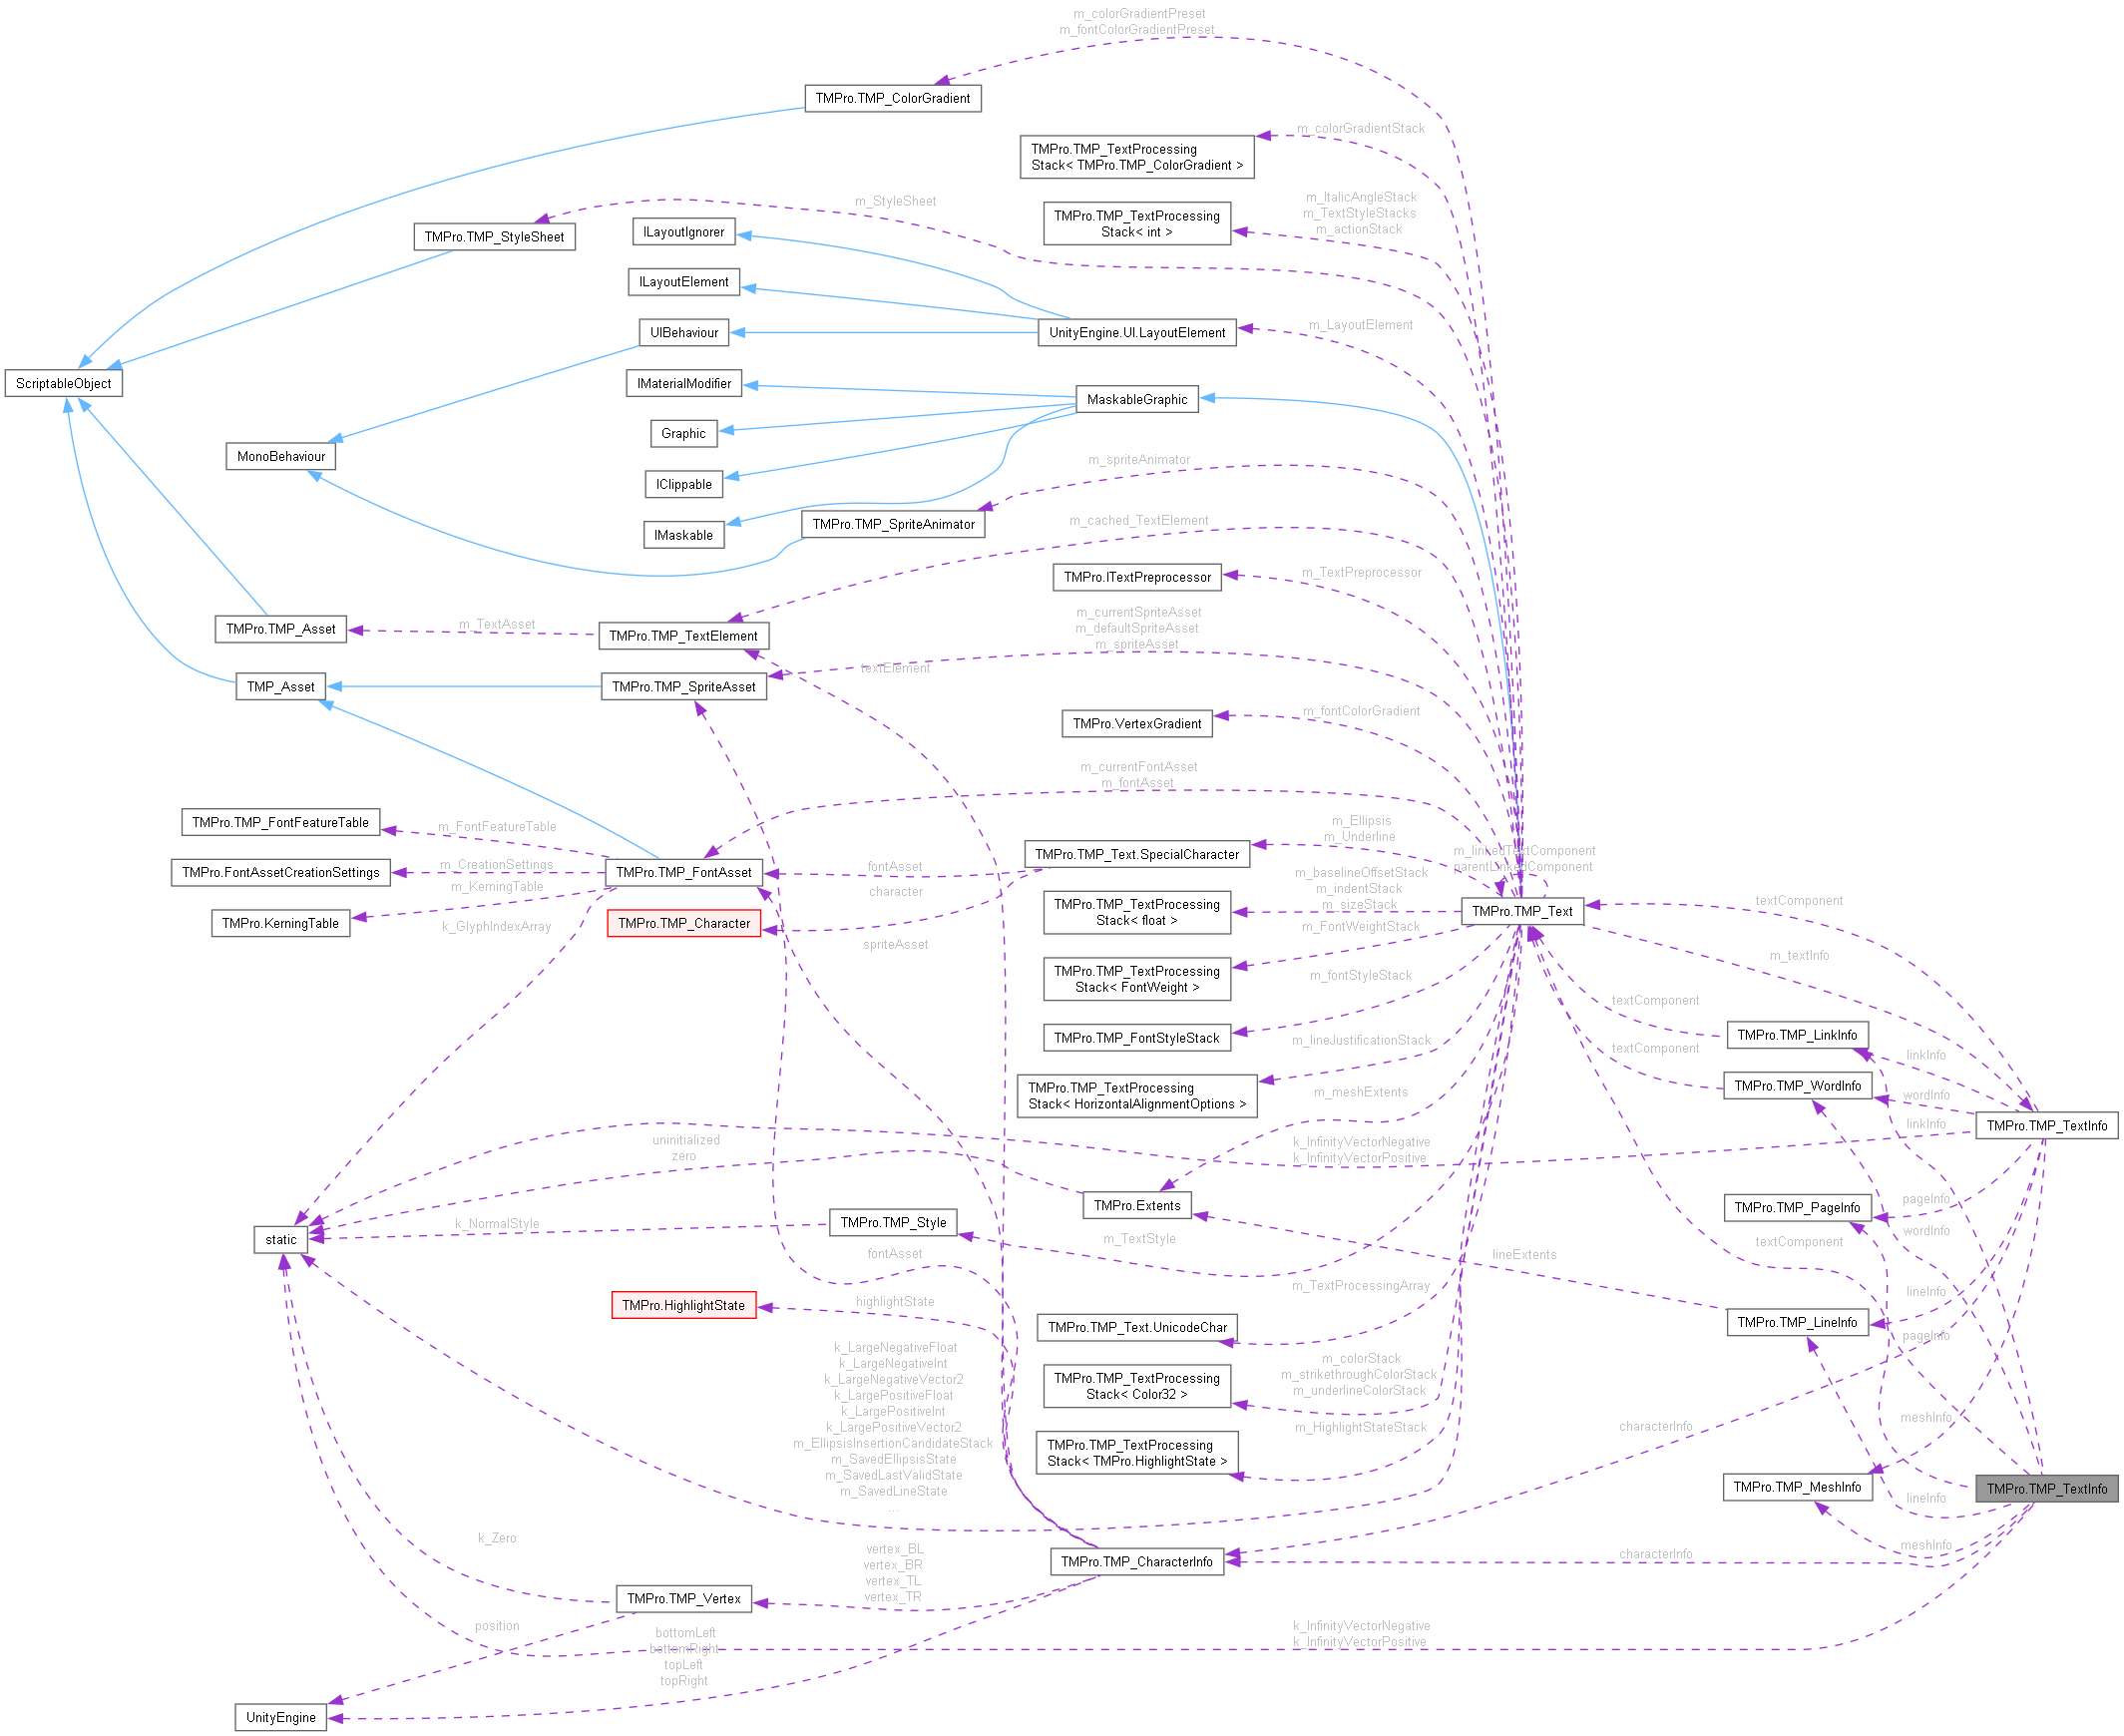 m_colorGradientPreset
m_fontColorGradientPreset
TMPro.TMP_ColorGradient
m_colorGradientStack
TMPro.TMP_TextProcessing
Stack< TMPro.TMP_ColorGradient >
m_ItalicAngleStack
m_TextStyleStacks
m_actionStack
m_StyleSheet
TMPro.TMP_TextProcessing
Stack< int >
TMPro.TMP_StyleSheet
ILayoutIgnorer
ILayoutElement
m_LayoutElement
UIBehaviour
UnityEngine.UI.LayoutElement
ScriptableObject
IMaterialModifier
MaskableGraphic
Graphic
MonoBehaviour
m_spriteAnimator
IClippable
m_cached_TextElement
TMPro.TMP_SpriteAnimator
IMaskable
TMPro.ITextPreprocessor
m_TextPreprocessor
m_currentSpriteAsset
m_defaultSpriteAsset
m_spriteAsset
TMPro.TMP_Asset
m_TextAsset
TMPro.TMP_TextElement
textElement
TMP_Asset
TMPro.TMP_SpriteAsset
m_fontColorGradient
TMPro.VertexGradient
m_currentFontAsset
m_fontAsset
TMPro.TMP_FontFeatureTable
m_FontFeatureTable
m_Ellipsis
m_Underline
TMPro.TMP_Text.SpecialCharacter
m_linkedTextComponent
parentLinkedComponent
TMPro.FontAssetCreationSettings
m_CreationSettings
TMPro.TMP_FontAsset
fontAsset
m_KerningTable
character
m_baselineOffsetStack
m_indentStack
m_sizeStack
TMPro.TMP_TextProcessing
Stack< float >
TMPro.KerningTable
k_GlyphIndexArray
TMPro.TMP_Character
spriteAsset
TMPro.TMP_Text
textComponent
m_FontWeightStack
m_textInfo
TMPro.TMP_TextProcessing
Stack< FontWeight >
m_fontStyleStack
textComponent
TMPro.TMP_FontStyleStack
TMPro.TMP_LinkInfo
m_lineJustificationStack
textComponent
linkInfo
TMPro.TMP_TextProcessing
Stack< HorizontalAlignmentOptions >
m_meshExtents
TMPro.TMP_WordInfo
wordInfo
linkInfo
TMPro.TMP_TextInfo
uninitialized
zero
k_InfinityVectorNegative
k_InfinityVectorPositive
TMPro.Extents
TMPro.TMP_PageInfo
pageInfo
static
k_NormalStyle
TMPro.TMP_Style
m_TextStyle
textComponent
wordInfo
fontAsset
lineExtents
m_TextProcessingArray
lineInfo
TMPro.HighlightState
highlightState
TMPro.TMP_Text.UnicodeChar
TMPro.TMP_LineInfo
pageInfo
k_LargeNegativeFloat
k_LargeNegativeInt
k_LargeNegativeVector2
k_LargePositiveFloat
k_LargePositiveInt
k_LargePositiveVector2
m_EllipsisInsertionCandidateStack
m_SavedEllipsisState
m_SavedLastValidState
m_SavedLineState
...
m_colorStack
m_strikethroughColorStack
m_underlineColorStack
TMPro.TMP_TextProcessing
Stack< Color32 >
m_HighlightStateStack
characterInfo
meshInfo
TMPro.TMP_TextProcessing
Stack< TMPro.HighlightState >
TMPro.TMP_MeshInfo
lineInfo
TMPro.TMP_TextInfo
k_Zero
vertex_BL
vertex_BR
vertex_TL
vertex_TR
TMPro.TMP_CharacterInfo
characterInfo
meshInfo
TMPro.TMP_Vertex
position
bottomLeft
bottomRight
topLeft
topRight
k_InfinityVectorNegative
k_InfinityVectorPositive
UnityEngine